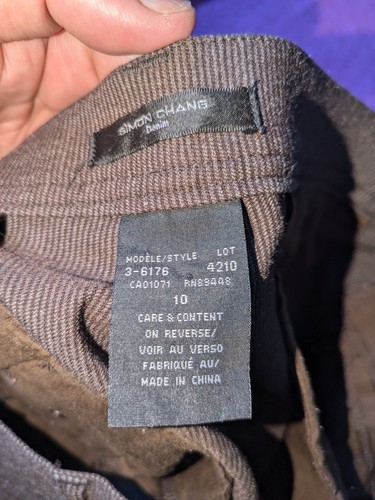 SIMON CHANG
Denim
MODÈLE/STYLE LOT
3-6176 4210
CA01071 RN89448
10
CARE & CONTENT
ON REVERSE/
VOIR AU VERSO
FABRIQUÉ AU/
MADE IN CHINA